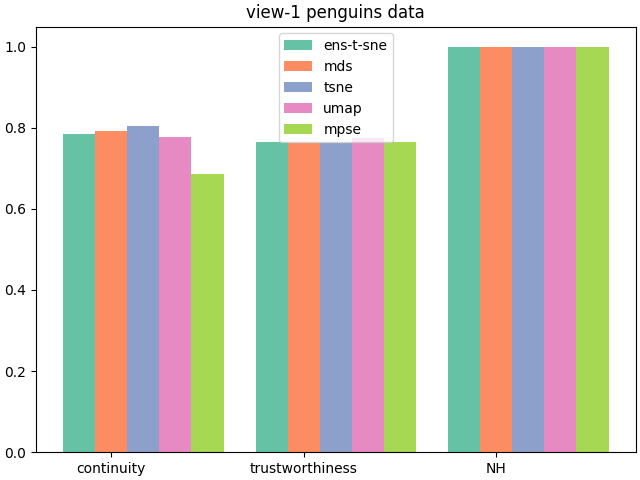 view-1 penguins data
1.0
0.8
0.6
0.4
0.2
0.0
ens-t-sne
mds
tsne
umap
mpse
continuity
trustworthiness
NH